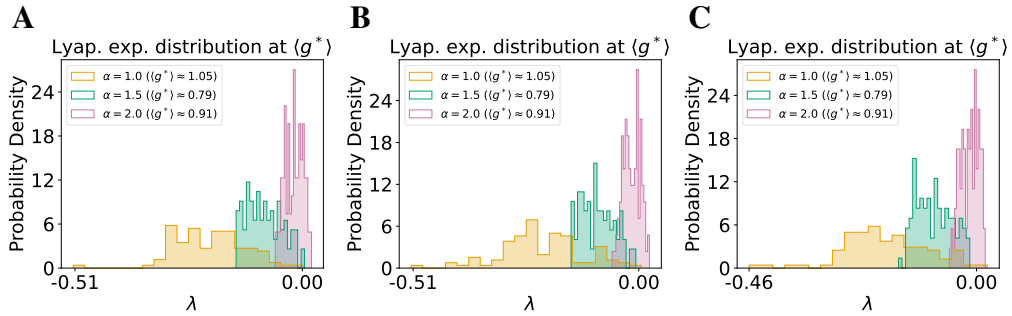 A
Lyap. exp. distribution at ⟨g*⟩
Probability Density
24
18
12
6
0
α = 1.0 (⟨g*⟩ ≈ 1.05)
α = 1.5 (⟨g*⟩ ≈ 0.79)
α = 2.0 (⟨g*⟩ ≈ 0.91)
-0.51
0.00
λ
B
Lyap. exp. distribution at ⟨g*⟩
Probability Density
24
18
12
6
0
α = 1.0 (⟨g*⟩ ≈ 1.05)
α = 1.5 (⟨g*⟩ ≈ 0.79)
α = 2.0 (⟨g*⟩ ≈ 0.91)
-0.51
0.00
λ
C
Lyap. exp. distribution at ⟨g*⟩
Probability Density
24
18
12
6
0
α = 1.0 (⟨g*⟩ ≈ 1.05)
α = 1.5 (⟨g*⟩ ≈ 0.79)
α = 2.0 (⟨g*⟩ ≈ 0.91)
-0.46
0.00
λ